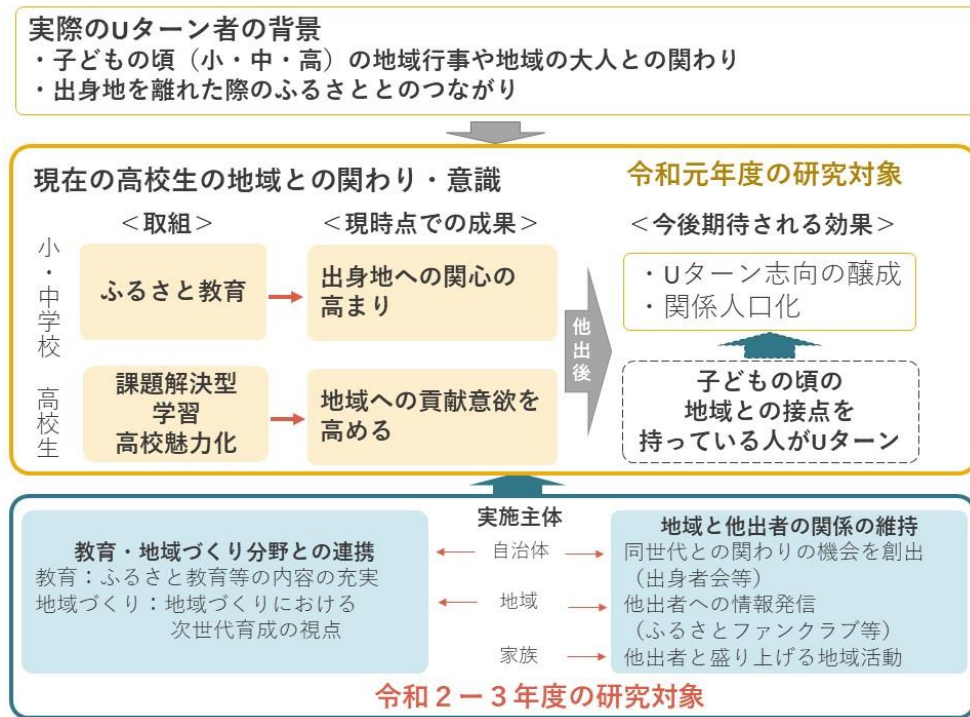 実際のUターン者の背景
・子どもの頃（小・中・高）の地域行事や地域の大人との関わり
・出身地を離れた際のふるさととのつながり
現在の高校生の地域との関わり・意識
令和元年度の研究対象
＜取組＞
＜現時点での成果＞
＜今後期待される効果＞
小・中学校
ふるさと教育
出身地への関心の
高まり
高校生
課題解決型
学習
高校魅力化
地域への貢献意欲を
高める
他出後
・Uターン志向の醸成
・関係人口化
子どもの頃の
地域との接点を
持っている人がUターン
教育・地域づくり分野との連携
教育：ふるさと教育等の内容の充実
地域づくり：地域づくりにおける
次世代育成の視点
実施主体
自治体
地域
家族
地域と他出者の関係の維持
同世代との関わりの機会を創出
（出身者会等）
他出者への情報発信
（ふるさとファンクラブ等）
他出者と盛り上げる地域活動
令和２ー３年度の研究対象